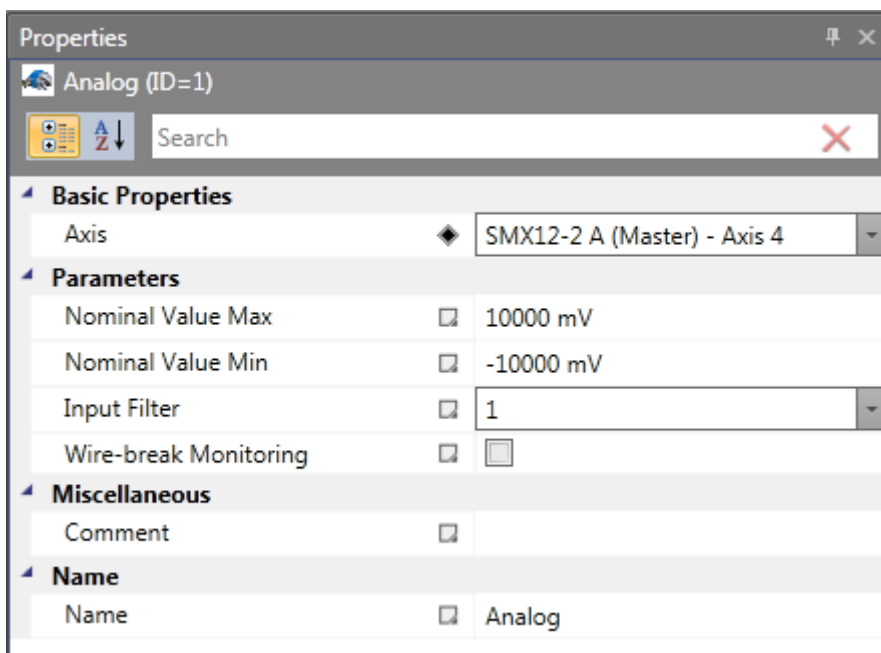 Properties
Analog (ID=1)
A
Z
Search
Basic Properties
Axis SMX12-2 A (Master) - Axis 4
Parameters
Nominal Value Max 10000 mV
Nominal Value Min -10000 mV
Input Filter 1
Wire-break Monitoring
Miscellaneous
Comment
Name
Name Analog